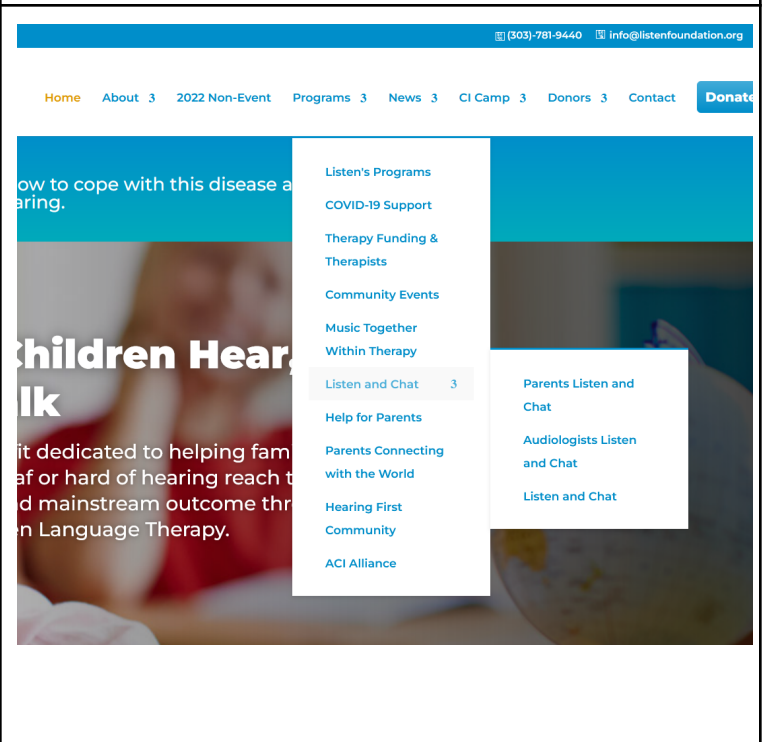 (303)-781-9440 info@listenfoundation.org
Home About 3 2022 Non-Event Programs 3 News 3 CI Camp 3 Donors 3 Contact Donate
ow to cope with this disease a
aring.
Listen's Programs
COVID-19 Support
Therapy Funding &
Therapists
Community Events
Music Together
Within Therapy
Listen and Chat 3
Help for Parents
Parents Connecting
with the World
Hearing First
Community
ACI Alliance
Parents Listen and
Chat
Audiologists Listen
and Chat
Listen and Chat
Children Hear,
lk
it dedicated to helping fam
af or hard of hearing reach t
d mainstream outcome thr
n Language Therapy.